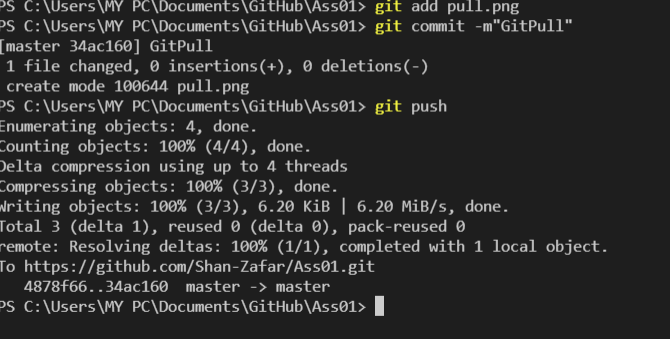 PS C:\Users\MY PC\Documents\GitHub\Ass01> git add pull.png
PS C:\Users\MY PC\Documents\GitHub\Ass01> git commit -m"GitPull"
[master 34ac160] GitPull
1 file changed, 0 insertions(+), 0 deletions(-)
create mode 100644 pull.png
PS C:\Users\MY PC\Documents\GitHub\Ass01> git push
Enumerating objects: 4, done.
Counting objects: 100% (4/4), done.
Delta compression using up to 4 threads
Compressing objects: 100% (3/3), done.
Writing objects: 100% (3/3), 6.20 KiB | 6.20 MiB/s, done.
Total 3 (delta 1), reused 0 (delta 0), pack-reused 0
remote: Resolving deltas: 100% (1/1), completed with 1 local object.
To https://github.com/Shan-Zafar/Ass01.git
4878f66..34ac160  master -> master
PS C:\Users\MY PC\Documents\GitHub\Ass01>